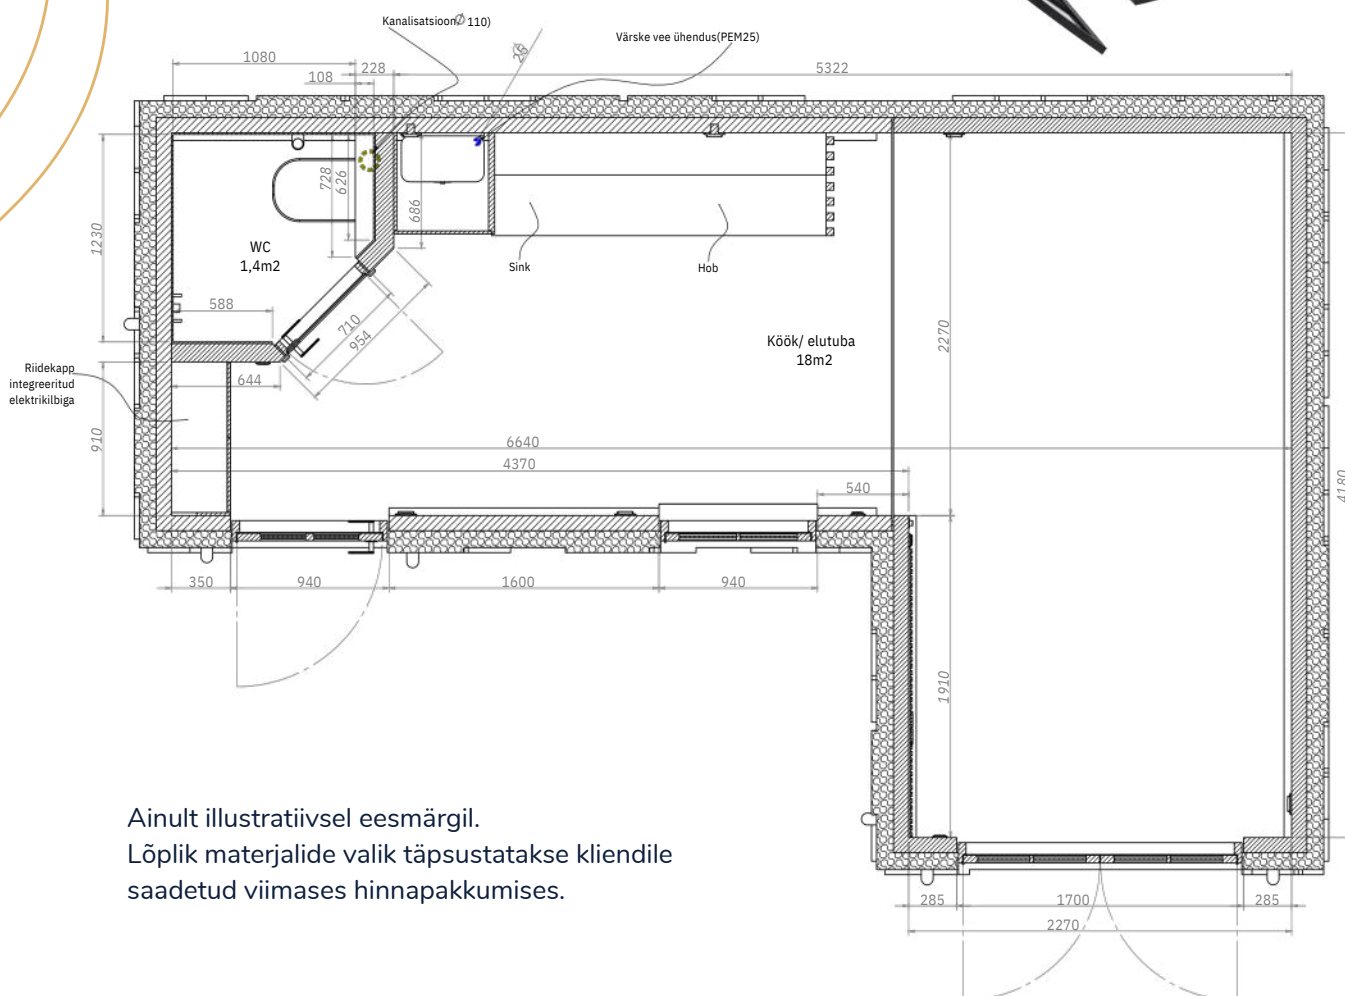 Kanalisatsioon∅ 110)
Värske vee ühendus(PEM25)
∅25
1080
228
5322
108
728
626
686
1230
WC
1,4m2
588
Sink
Hob
710
954
Köök/ elutuba
18m2
2270
Riidekapp
integreeritud
elektrikilbiga
644
910
6640
4370
540
4180
350
940
1600
940
1910
Ainult illustratiivsel eesmärgil.
Lõplik materjalide valik täpsustatakse kliendile
saadetud viimases hinnapakkumises.
285
1700
285
2270